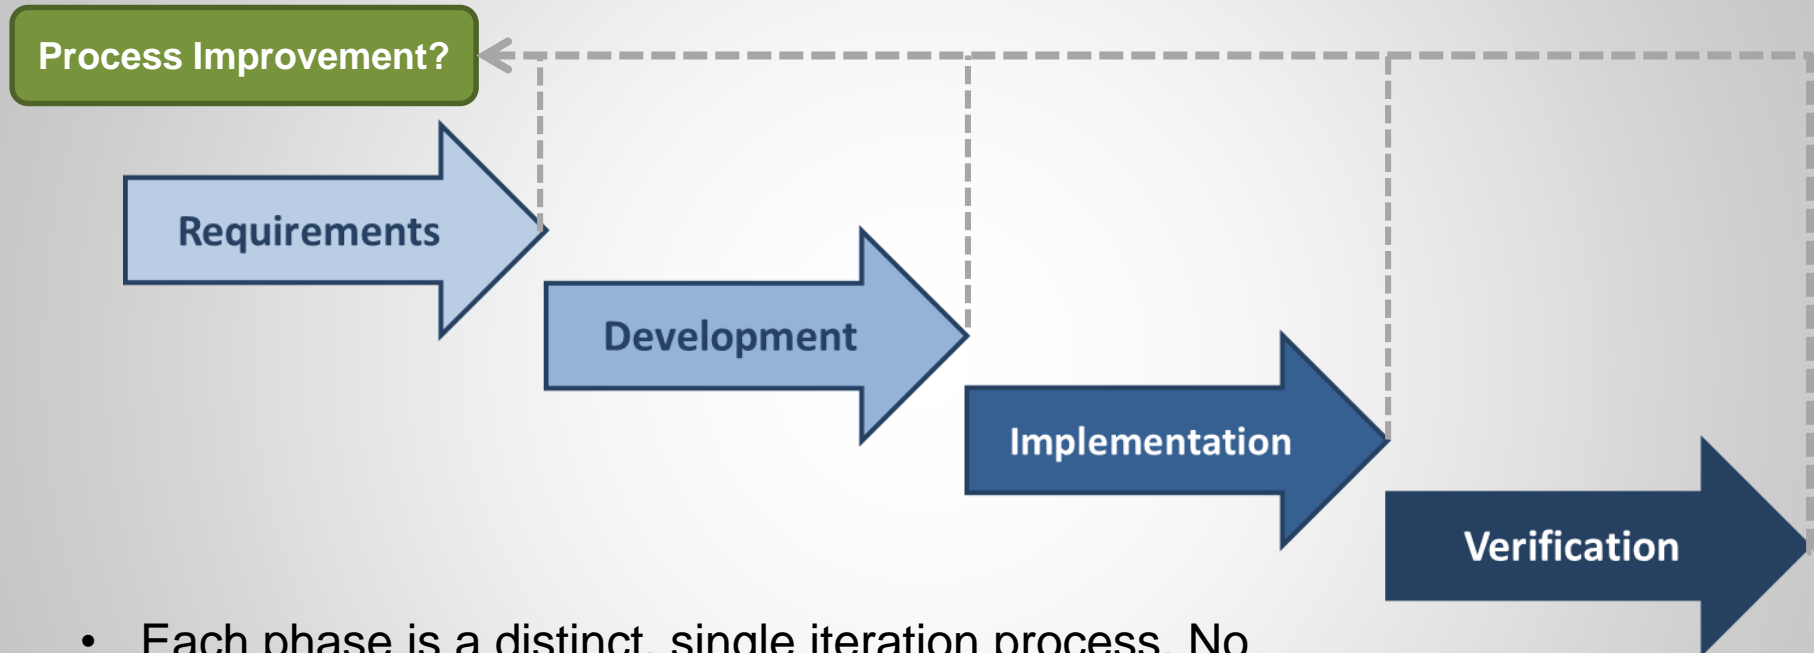 Process Improvement?
Requirements
Development
Implementation
Verification
• Each phase is a distinct, single iteration process. No